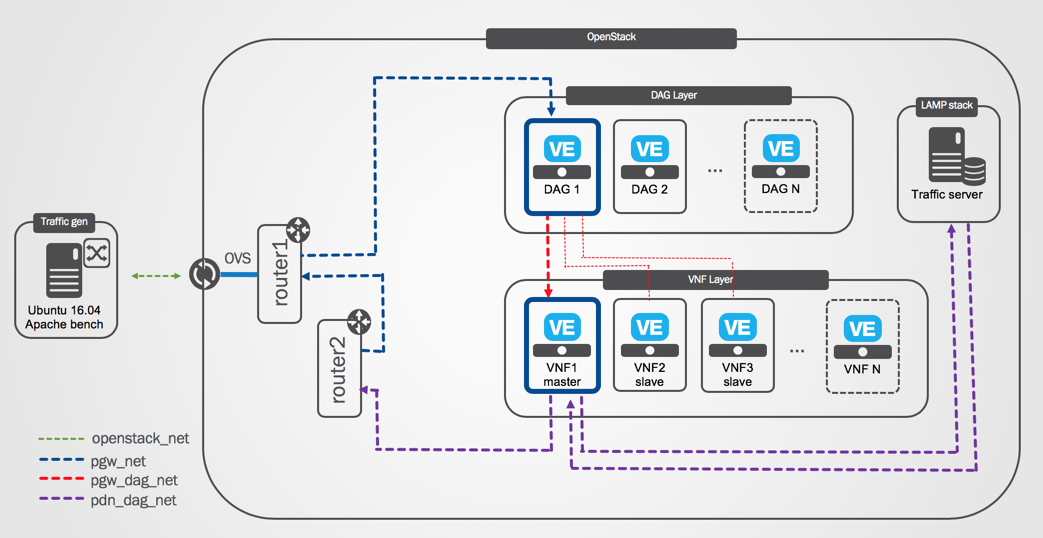 OpenStack
DAG Layer
LAMP stack
VE
VE
VE
DAG 1
DAG 2
...
DAG N
Traffic server
Traffic gen
Ubuntu 16.04
Apache bench
OVS
router1
router2
VNF Layer
VE
VE
VE
VE
VNF1
master
VNF2
slave
VNF3
slave
...
VNF N
openstack_net
pgw_net
pgw_dag_net
pdn_dag_net